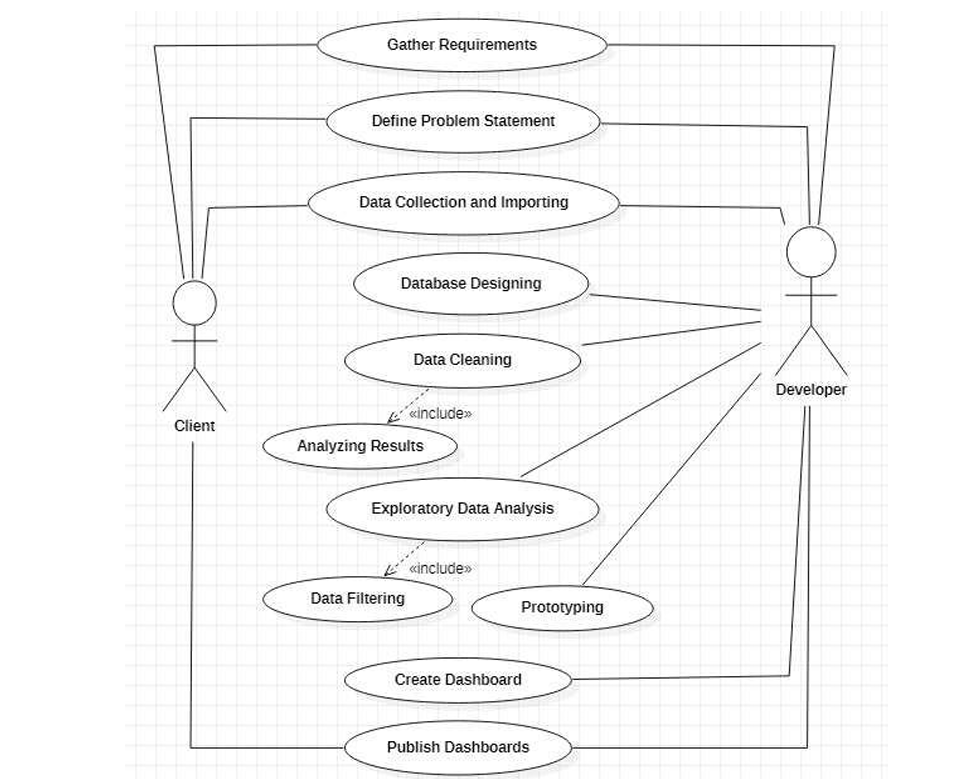 Gather Requirements
Define Problem Statement
Data Collection and Importing
Database Designing
Data Cleaning
Developer
«include»
Client
Analyzing Results
Exploratory Data Analysis
«include»
Data Filtering
Prototyping
Create Dashboard
Publish Dashboards